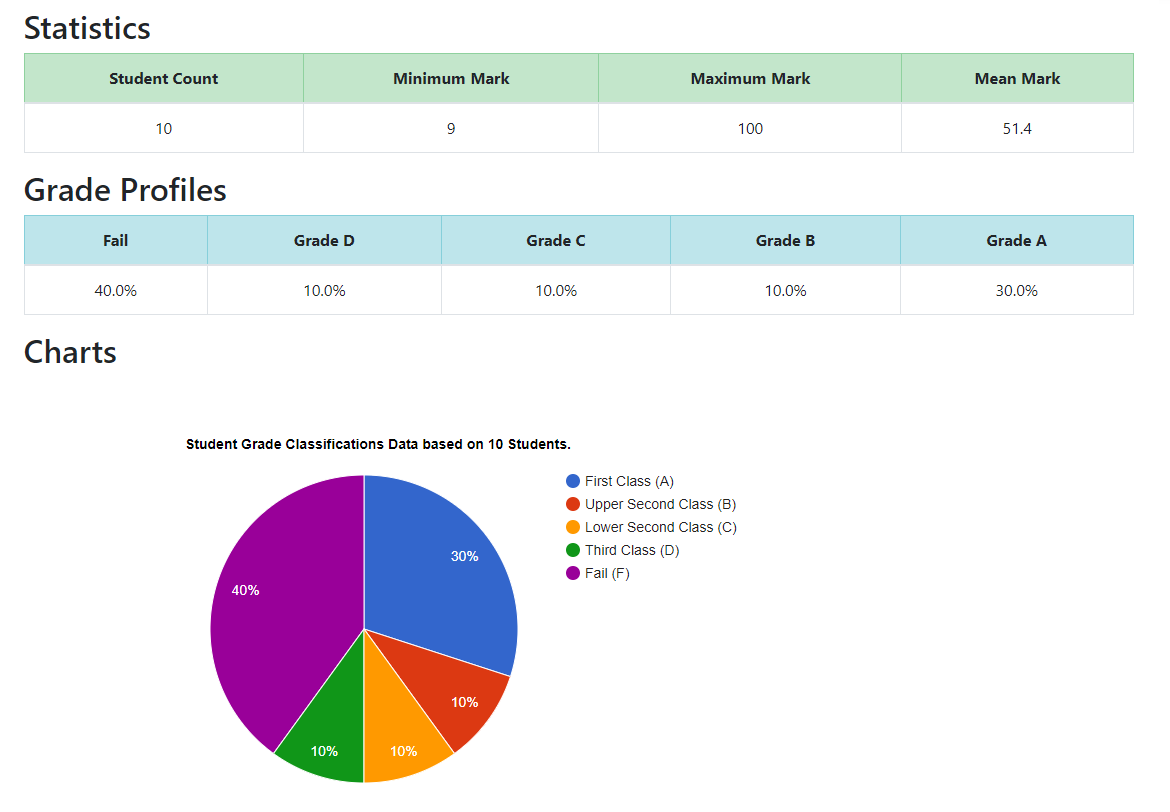 Statistics
Student Count Minimum Mark Maximum Mark Mean Mark
10 9 100 51.4
Grade Profiles
Fail Grade D Grade C Grade B Grade A
40.0% 10.0% 10.0% 10.0% 30.0%
Charts
Student Grade Classifications Data based on 10 Students.
First Class (A)
Upper Second Class (B)
Lower Second Class (C)
Third Class (D)
Fail (F)
30%
40%
10%
10% 10%